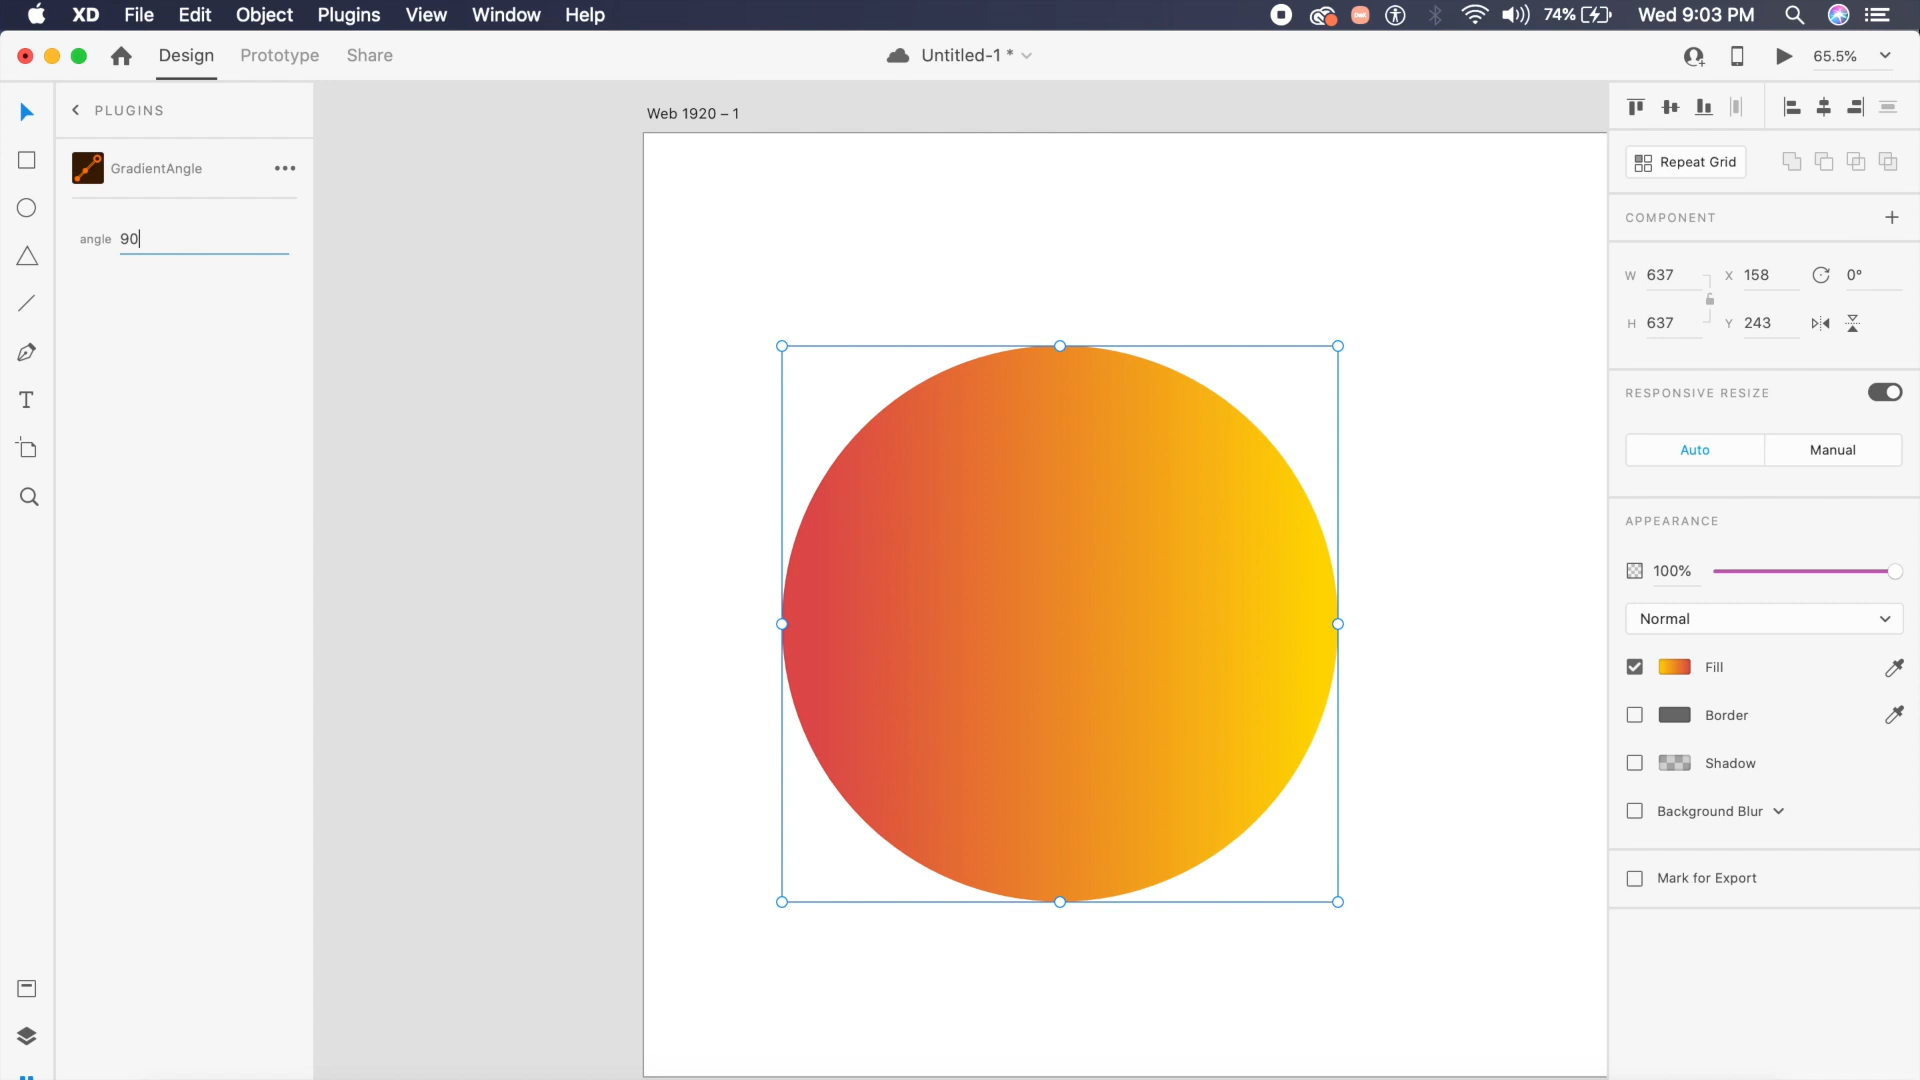 XD File Edit Object Plugins View Window Help 74% Wed 9:03 PM
Design Prototype Share Untitled-1 * 65.5%
PLUGINS
Web 1920 – 1
GradientAngle
Repeat Grid
COMPONENT
angle 90
W 637 X 158 0°
H 637 Y 243
RESPONSIVE RESIZE
Auto Manual
T
APPEARANCE
100%
Normal
Fill
Border
Shadow
Background Blur
Mark for Export